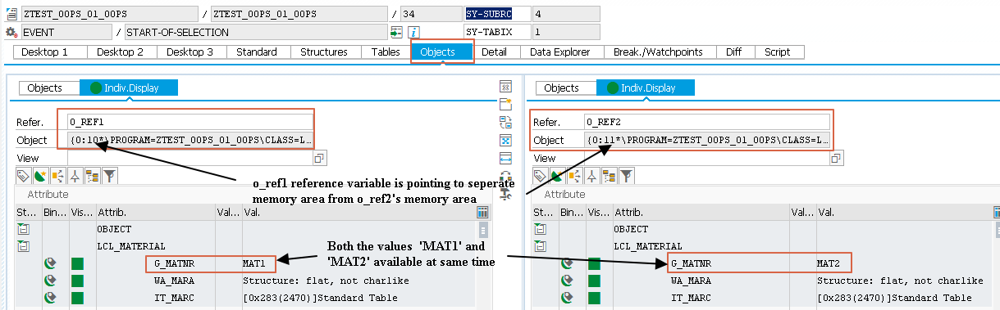 ZTEST_OOPS_01_OOPS / ZTEST_OOPS_01_OOPS / 34 SY-SUBRC 4
EVENT / START-OF-SELECTION SY-TABIX 1
Desktop 1 Desktop 2 Desktop 3 Standard Structures Tables Objects Detail Data Explorer Break./Watchpoints Diff Script
Objects Indiv.Display Objects Indiv.Display
Refer. O_REF1 Refer. O_REF2
Object {O:10*\PROGRAM=ZTEST_OOPS_01_OOPS\CLASS=L... Object {O:11*\PROGRAM=ZTEST_OOPS_01_OOPS\CLASS=L...
View View
o_ref1 reference variable is pointing to seperate
memory area from o_ref2's memory area
Attribute Attribute
St... Bin... Vis... Attrib. Val... Val. St... Bin... Vis... Attrib. Val... Val.
OBJECT OBJECT
LCL_MATERIAL LCL_MATERIAL
Both the values 'MAT1' and
'MAT2' available at same time
G_MATNR MAT1 G_MATNR MAT2
WA_MARA Structure: flat, not charlike WA_MARA Structure: flat, not charlike
IT_MARC [0x283(2470)]Standard Table IT_MARC [0x283(2470)]Standard Table